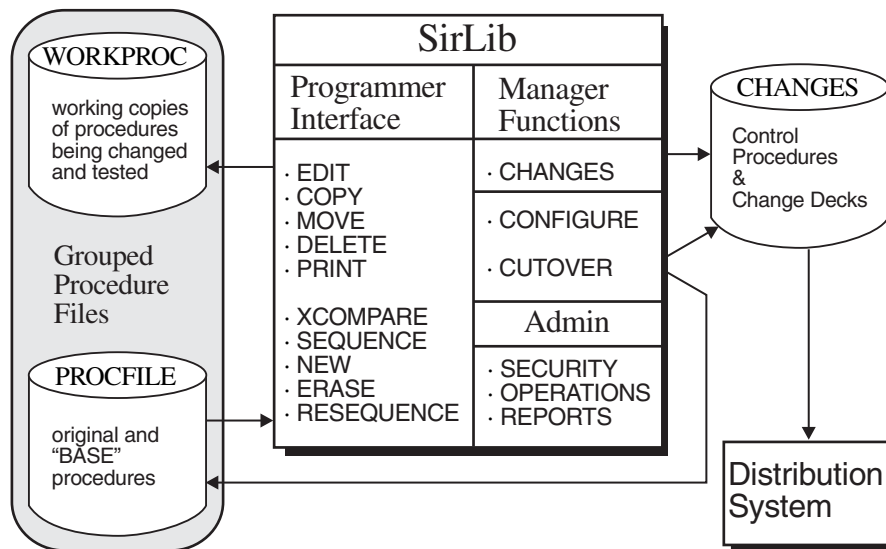 WORKPROC
working copies
of procedures
being changed
and tested
Grouped
Procedure
Files
PROCFILE
original and
“BASE”
procedures
SirLib
Programmer
Interface
· EDIT
· COPY
· MOVE
· DELETE
· PRINT
· XCOMPARE
· SEQUENCE
· NEW
· ERASE
· RESEQUENCE
Manager
Functions
· CHANGES
· CONFIGURE
· CUTOVER
Admin
· SECURITY
· OPERATIONS
· REPORTS
CHANGES
Control
Procedures
&
Change Decks
Distribution
System